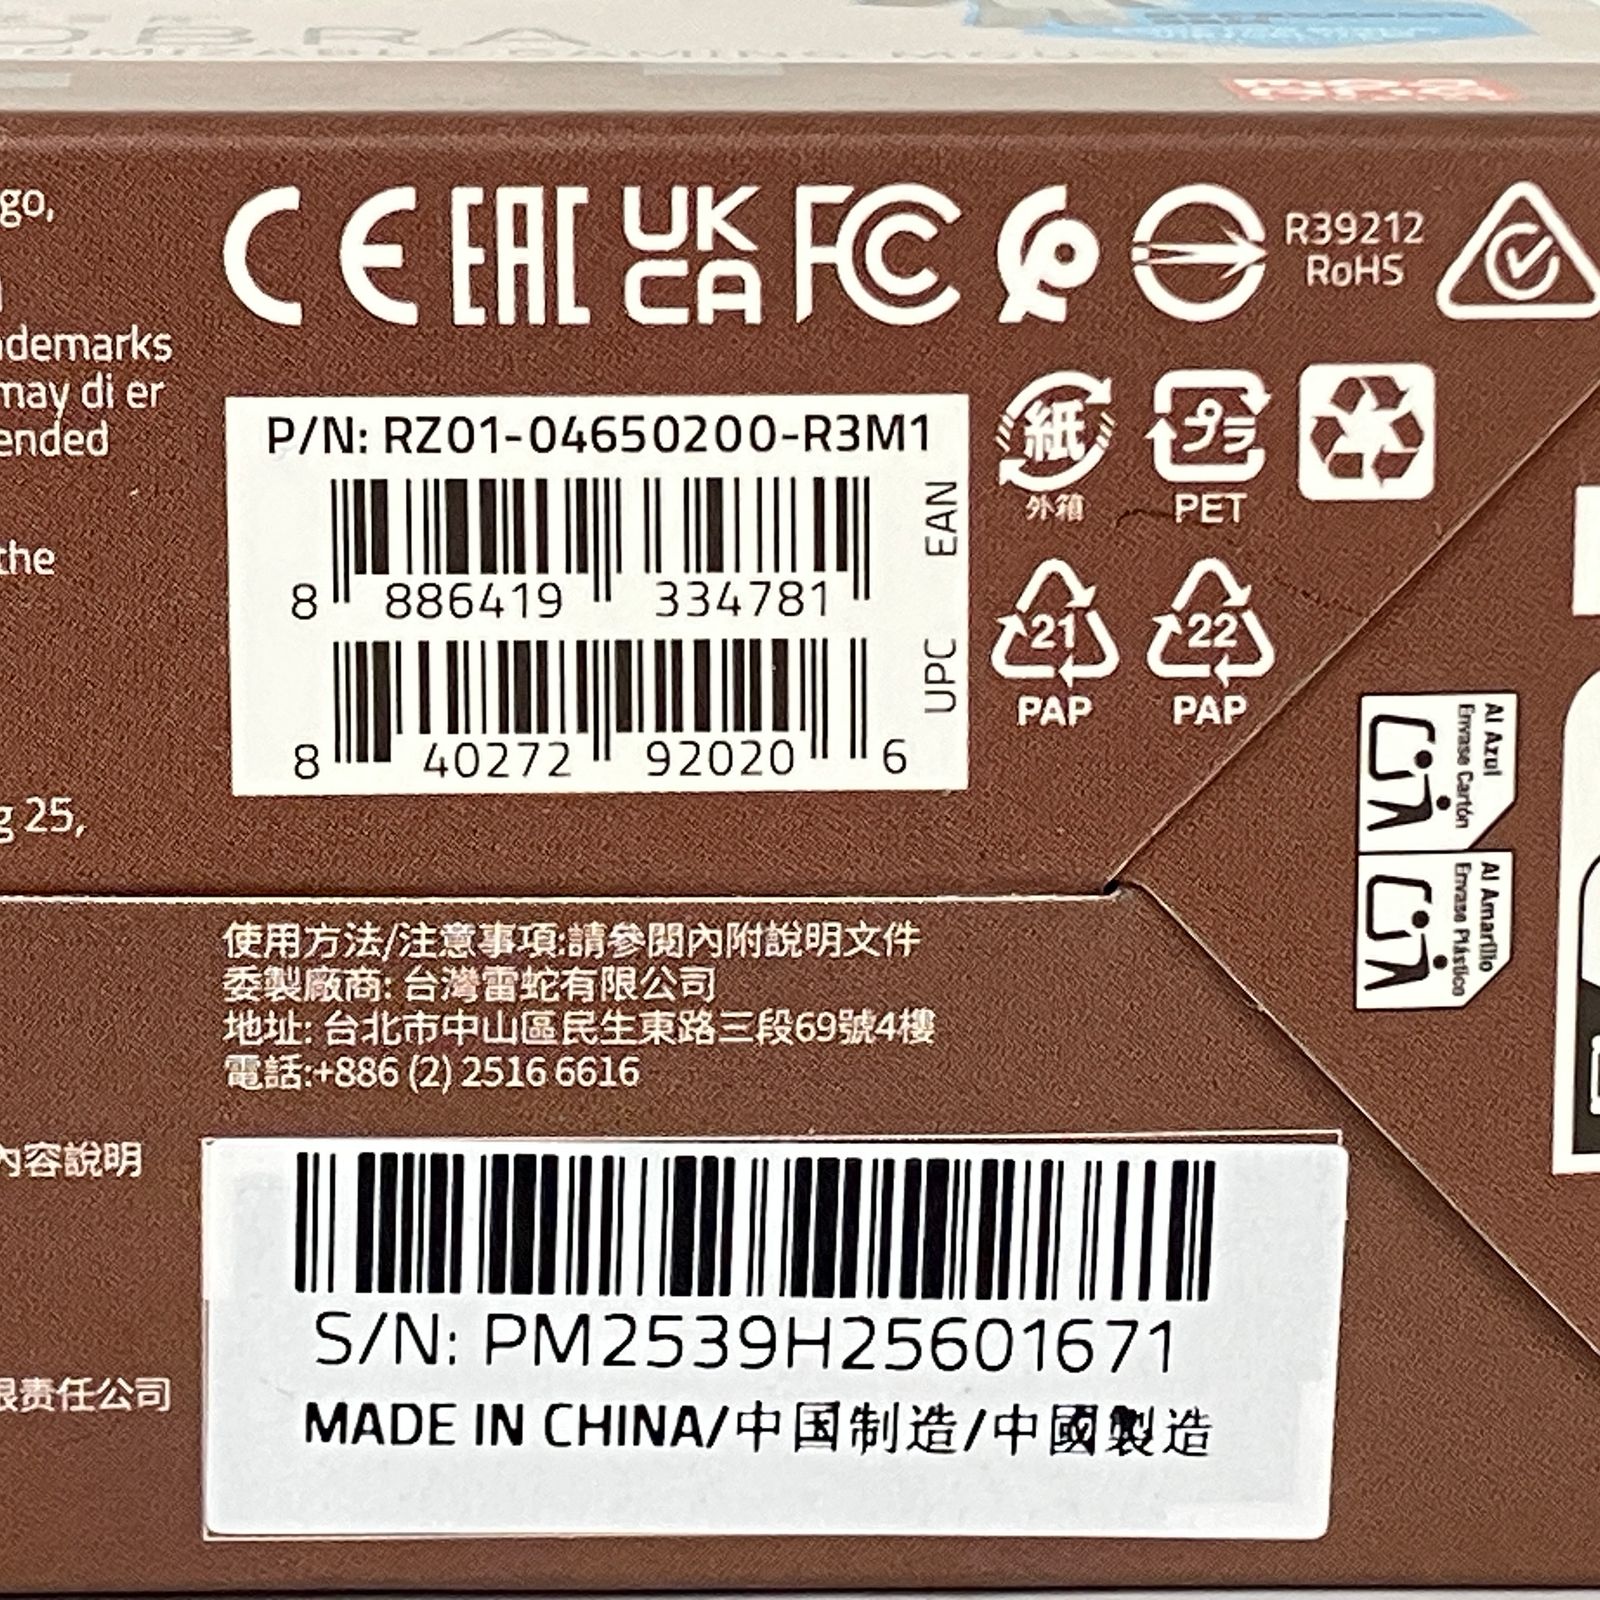 go,
demarks
may di er
ended
the
g 25,
CE EAC UK CA FC
R39212
RoHS
P/N: RZ01-04650200-R3M1
8 886419 334781
EAN
8 40272 92020 6
UPC
紙
外箱
プラ
PET
21
PAP
22
PAP
Al Azul
Envase Cartón
Al Amarillo
Envase Plástico
使用方法/注意事項:請參閱內附說明文件
委製廠商: 台灣雷蛇有限公司
地址: 台北市中山區民生東路三段69號4樓
電話:+886 (2) 2516 6616
內容說明
限责任公司
S/N: PM2539H25601671
MADE IN CHINA/中国制造/中國製造